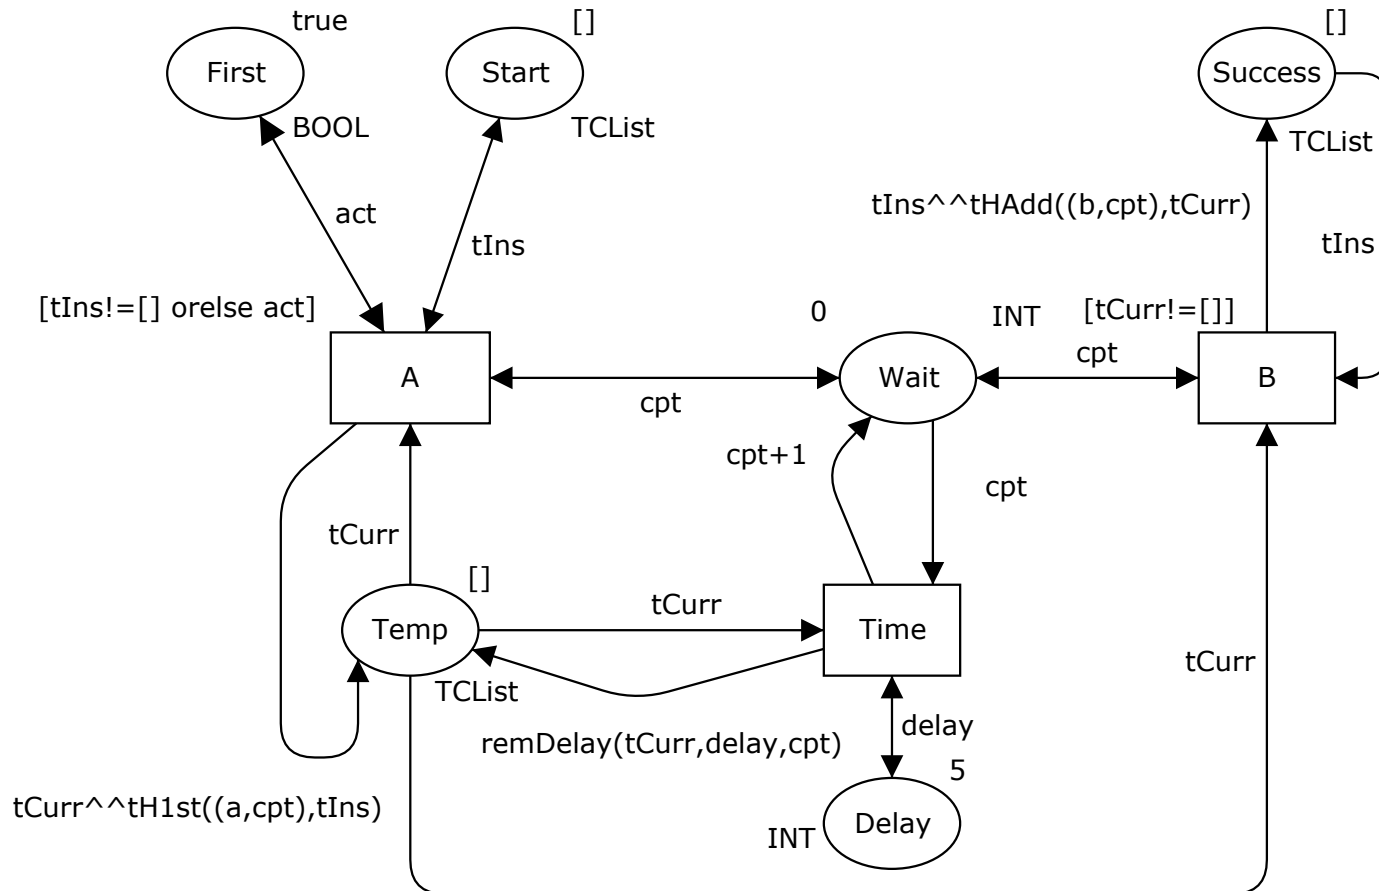 true
[]
[]
First
Start
Success
BOOL
TCList
TCList
act
tIns^^tHAdd((b,cpt),tCurr)
tIns
tIns
[tIns!=[] orelse act]
0
INT
[tCurr!=[]]
A
cpt
Wait
cpt
B
cpt+1
cpt
tCurr
[]
tCurr
Temp
Time
tCurr
TCList
remDelay(tCurr,delay,cpt)
delay
5
tCurr^^tH1st((a,cpt),tIns)
INT
Delay